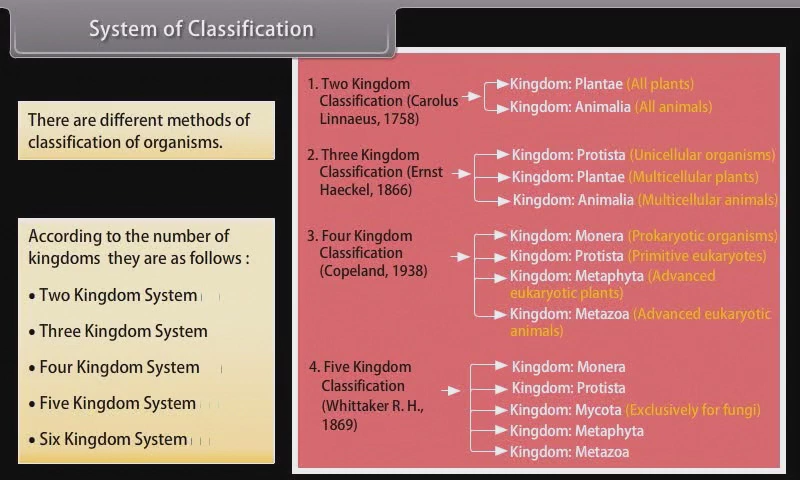 System of Classification
There are different methods of
classification of organisms.
According to the number of
kingdoms they are as follows :
• Two Kingdom System
• Three Kingdom System
• Four Kingdom System
• Five Kingdom System
• Six Kingdom System
1. Two Kingdom
Classification (Carolus
Linnaeus, 1758)
Kingdom: Plantae (All plants)
Kingdom: Animalia (All animals)
2. Three Kingdom
Classification (Ernst
Haeckel, 1866)
Kingdom: Protista (Unicellular organisms)
Kingdom: Plantae (Multicellular plants)
Kingdom: Animalia (Multicellular animals)
3. Four Kingdom
Classification
(Copeland, 1938)
Kingdom: Monera (Prokaryotic organisms)
Kingdom: Protista (Primitive eukaryotes)
Kingdom: Metaphyta (Advanced
eukaryotic plants)
Kingdom: Metazoa (Advanced eukaryotic
animals)
4. Five Kingdom
Classification
(Whittaker R. H.,
1869)
Kingdom: Monera
Kingdom: Protista
Kingdom: Mycota (Exclusively for fungi)
Kingdom: Metaphyta
Kingdom: Metazoa